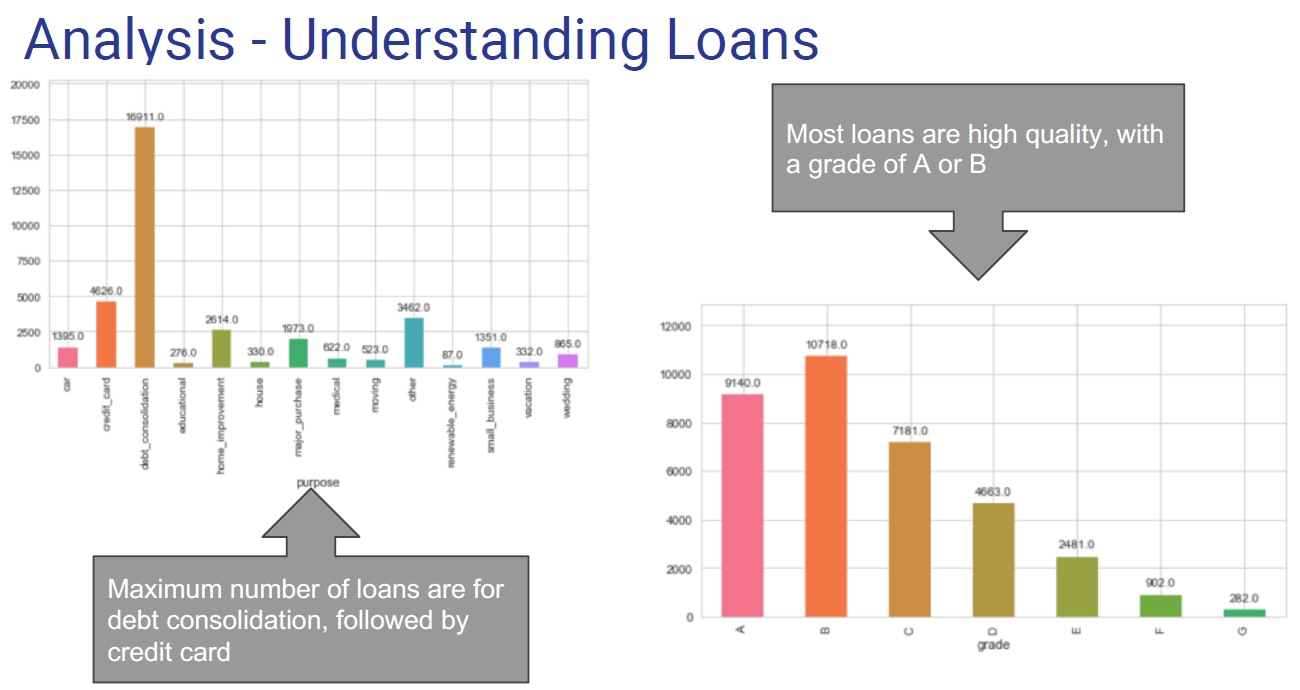 Analysis - Understanding Loans
20000
17500
15000
12500
10000
7500
5000
2500
0
1395.0
4626.0
16911.0
276.0
2614.0
330.0
1973.0
622.0
523.0
3462.0
87.0
1351.0
332.0
865.0
car
credit_card
debt_consolidation
educational
home_improvement
house
major_purchase
medical
moving
other
renewable_energy
small_business
vacation
wedding
purpose
Maximum number of loans are for
debt consolidation, followed by
credit card
Most loans are high quality, with
a grade of A or B
12000
10000
8000
6000
4000
2000
0
9140.0
10718.0
7181.0
4663.0
2481.0
902.0
282.0
A
B
C
D
E
F
G
grade